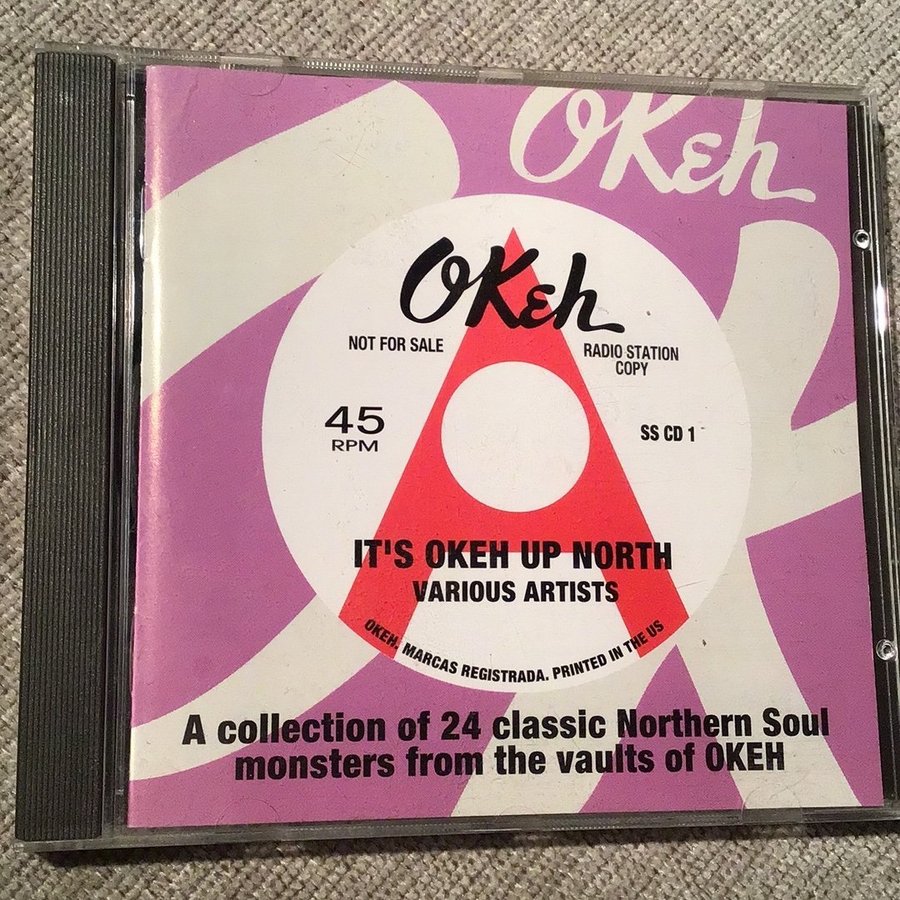 OKeh
OKeh
NOT FOR SALE
RADIO STATION
COPY
45
RPM
SS CD 1
IT'S OKEH UP NORTH
VARIOUS ARTISTS
OKEH. MARCAS REGISTRADA. PRINTED IN THE US
A collection of 24 classic Northern Soul
monsters from the vaults of OKEH